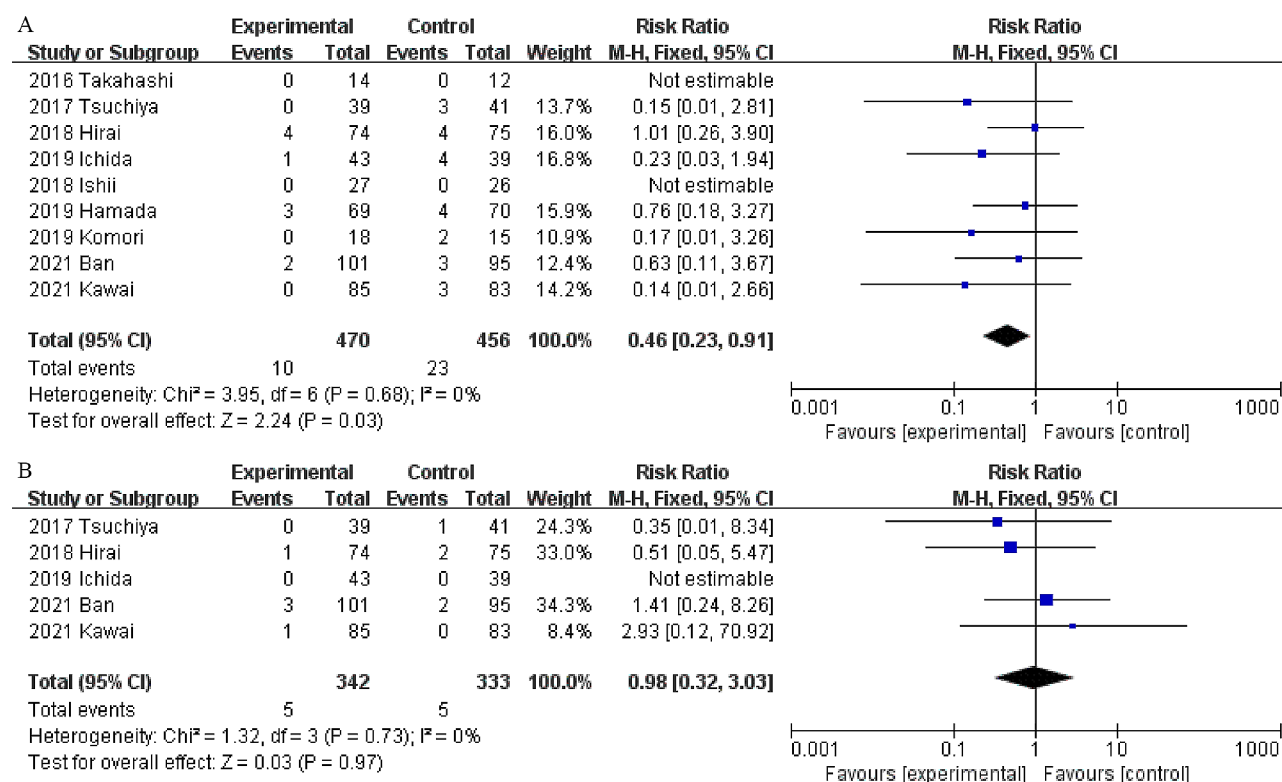 A
Experimental Control Risk Ratio Risk Ratio
Study or Subgroup Events Total Events Total Weight M-H, Fixed, 95% CI M-H, Fixed, 95% CI
2016 Takahashi 0 14 0 12 Not estimable
2017 Tsuchiya 0 39 3 41 13.7% 0.15 [0.01, 2.81]
2018 Hirai 4 74 4 75 16.0% 1.01 [0.26, 3.90]
2019 Ichida 1 43 4 39 16.8% 0.23 [0.03, 1.94]
2018 Ishii 0 27 0 26 Not estimable
2019 Hamada 3 69 4 70 15.9% 0.76 [0.18, 3.27]
2019 Komori 0 18 2 15 10.9% 0.17 [0.01, 3.26]
2021 Ban 2 101 3 95 12.4% 0.63 [0.11, 3.67]
2021 Kawai 0 85 3 83 14.2% 0.14 [0.01, 2.66]
Total (95% CI) 470 456 100.0% 0.46 [0.23, 0.91]
Total events 10 23
Heterogeneity: Chi² = 3.95, df = 6 (P = 0.68); I² = 0%
Test for overall effect: Z = 2.24 (P = 0.03)
0.001 0.1 1 10 1000
Favours [experimental] Favours [control]
B
Experimental Control Risk Ratio Risk Ratio
Study or Subgroup Events Total Events Total Weight M-H, Fixed, 95% CI M-H, Fixed, 95% CI
2017 Tsuchiya 0 39 1 41 24.3% 0.35 [0.01, 8.34]
2018 Hirai 1 74 2 75 33.0% 0.51 [0.05, 5.47]
2019 Ichida 0 43 0 39 Not estimable
2021 Ban 3 101 2 95 34.3% 1.41 [0.24, 8.26]
2021 Kawai 1 85 0 83 8.4% 2.93 [0.12, 70.92]
Total (95% CI) 342 333 100.0% 0.98 [0.32, 3.03]
Total events 5 5
Heterogeneity: Chi² = 1.32, df = 3 (P = 0.73); I² = 0%
Test for overall effect: Z = 0.03 (P = 0.97)
0.001 0.1 1 10 1000
Favours [experimental] Favours [control]